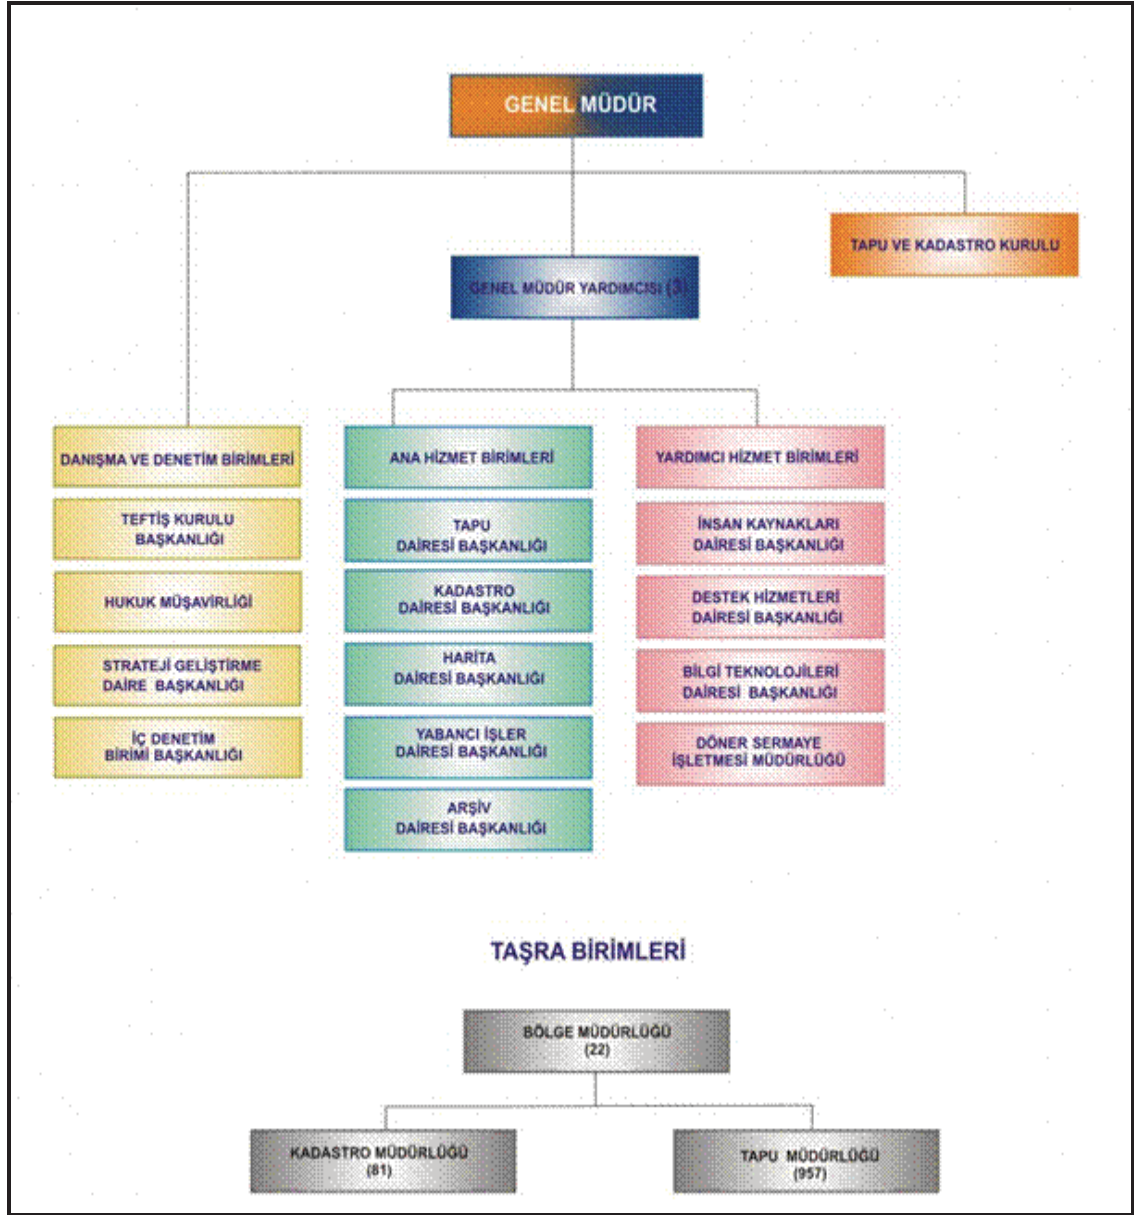 GENEL MÜDÜR
TAPU VE KADASTRO KURULU
GENEL MÜDÜR YARDIMCISI (3)
DANIŞMA VE DENETİM BİRİMLERİ
TEFTİŞ KURULU
BAŞKANLIĞI
HUKUK MÜŞAVİRLİĞİ
STRATEJİ GELİŞTİRME
DAİRE BAŞKANLIĞI
İÇ DENETİM
BİRİMİ BAŞKANLIĞI
ANA HİZMET BİRİMLERİ
TAPU
DAİRESİ BAŞKANLIĞI
KADASTRO
DAİRESİ BAŞKANLIĞI
HARİTA
DAİRESİ BAŞKANLIĞI
YABANCI İŞLER
DAİRESİ BAŞKANLIĞI
ARŞİV
DAİRESİ BAŞKANLIĞI
YARDIMCI HİZMET BİRİMLERİ
İNSAN KAYNAKLARI
DAİRESİ BAŞKANLIĞI
DESTEK HİZMETLERİ
DAİRESİ BAŞKANLIĞI
BİLGİ TEKNOLOJİLERİ
DAİRESİ BAŞKANLIĞI
DÖNER SERMAYE
İŞLETMESİ MÜDÜRLÜĞÜ
TAŞRA BİRİMLERİ
BÖLGE MÜDÜRLÜĞÜ
(22)
KADASTRO MÜDÜRLÜĞÜ
(81)
TAPU MÜDÜRLÜĞÜ
(957)